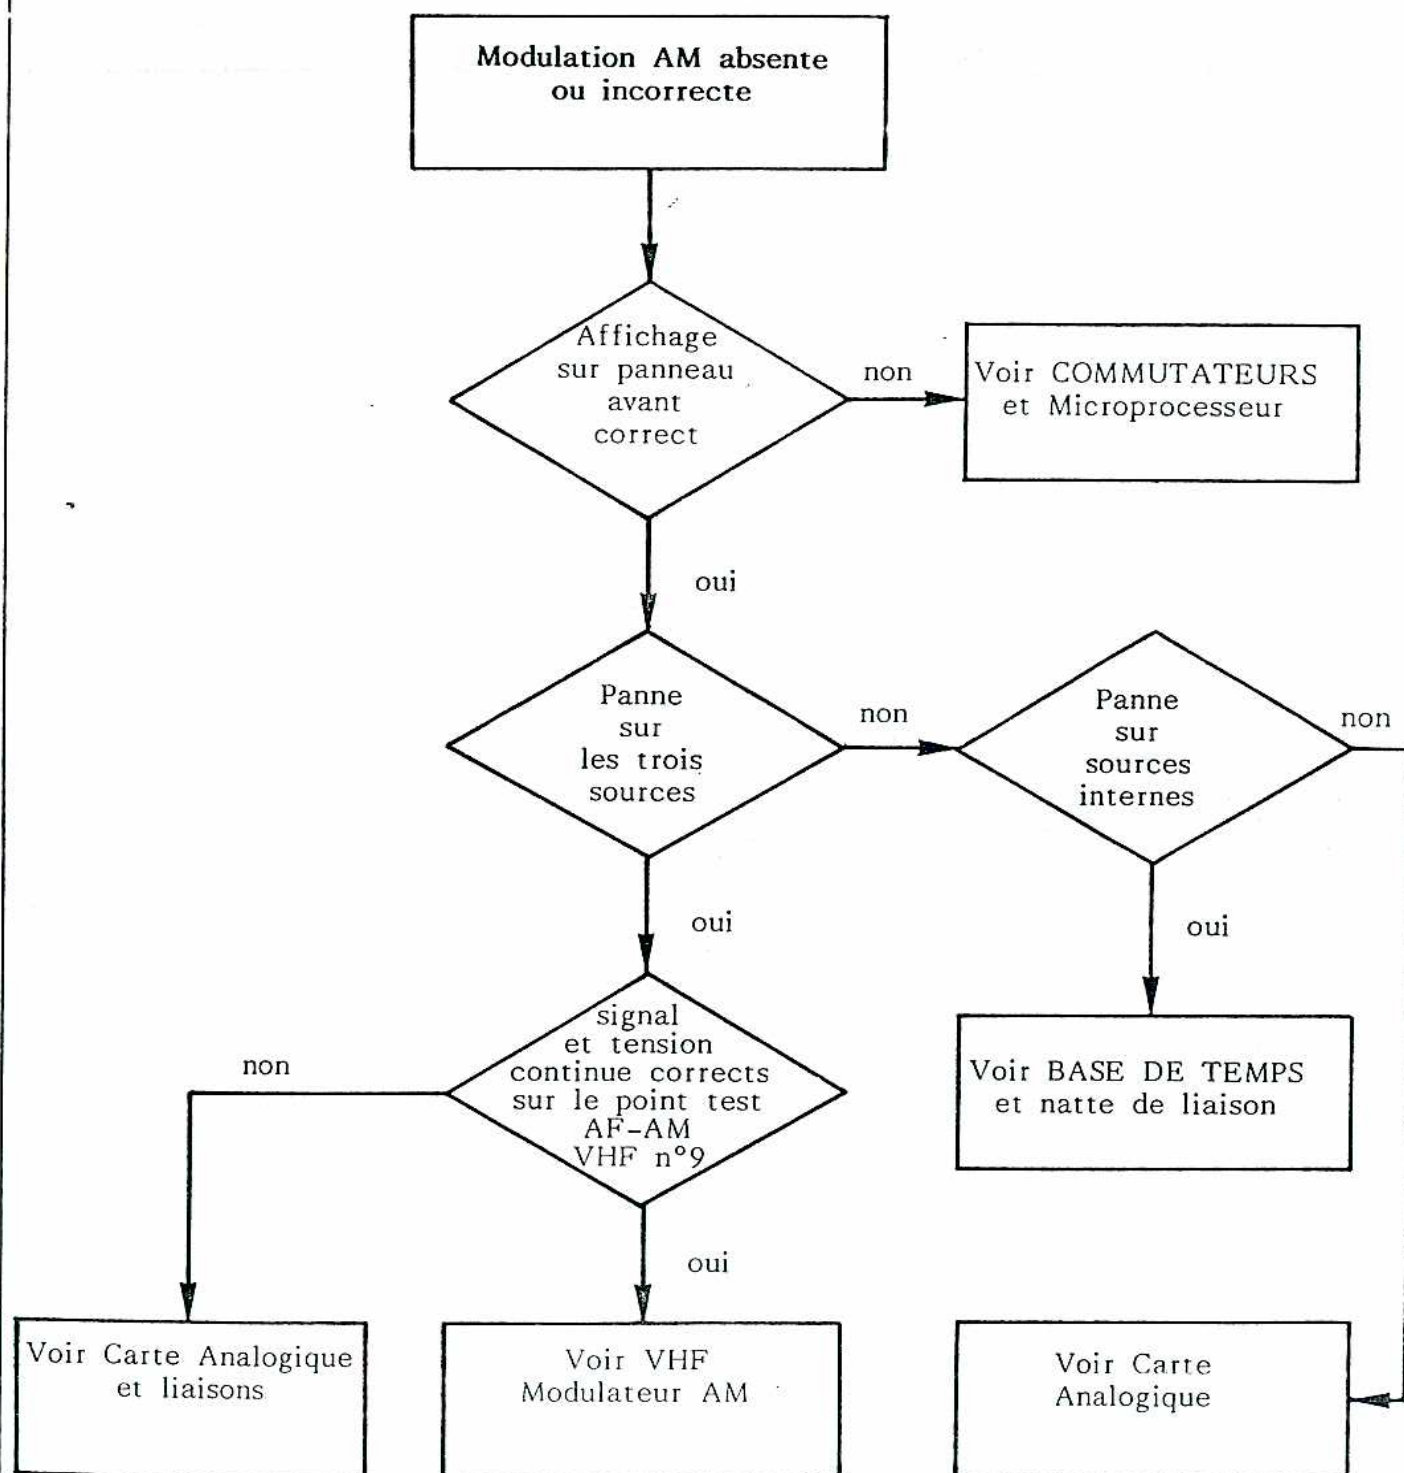 Modulation AM absente
ou incorrecte
Affichage
sur panneau
avant
correct
non
Voir COMMUTATEURS
et Microprocesseur
oui
Panne
sur
les trois
sources
non
Panne
sur
sources
internes
non
oui
oui
signal
et tension
continue corrects
sur le point test
AF-AM
VHF n°9
non
Voir BASE DE TEMPS
et natte de liaison
oui
Voir Carte Analogique
et liaisons
Voir VHF
Modulateur AM
Voir Carte
Analogique